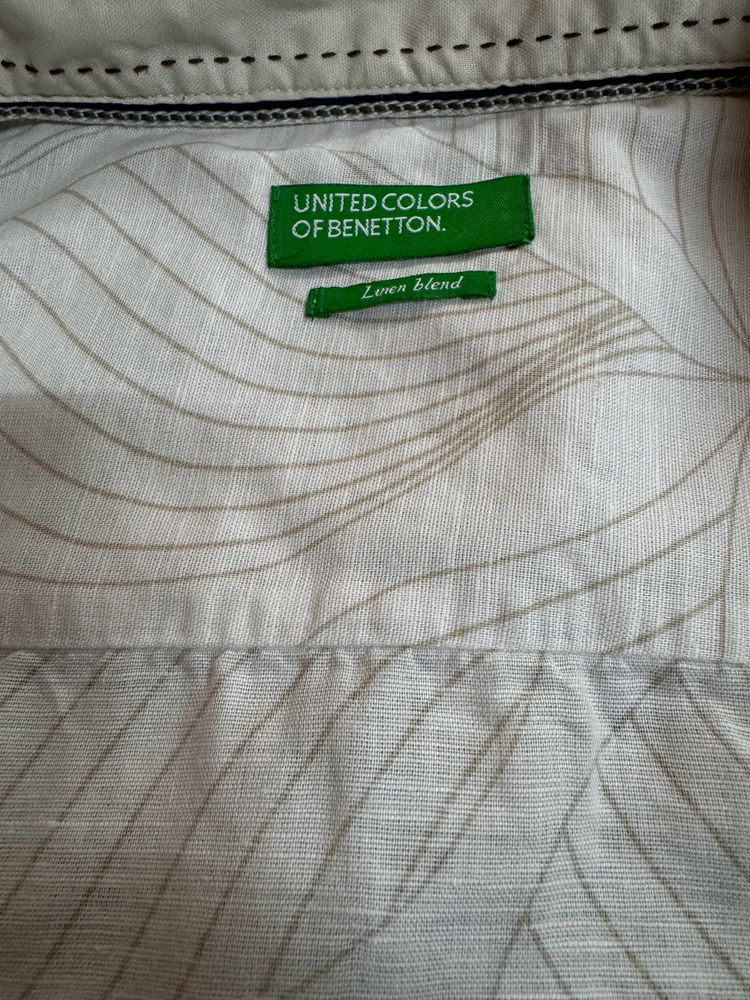 UNITED COLORS
OF BENETTON.
Linen blend